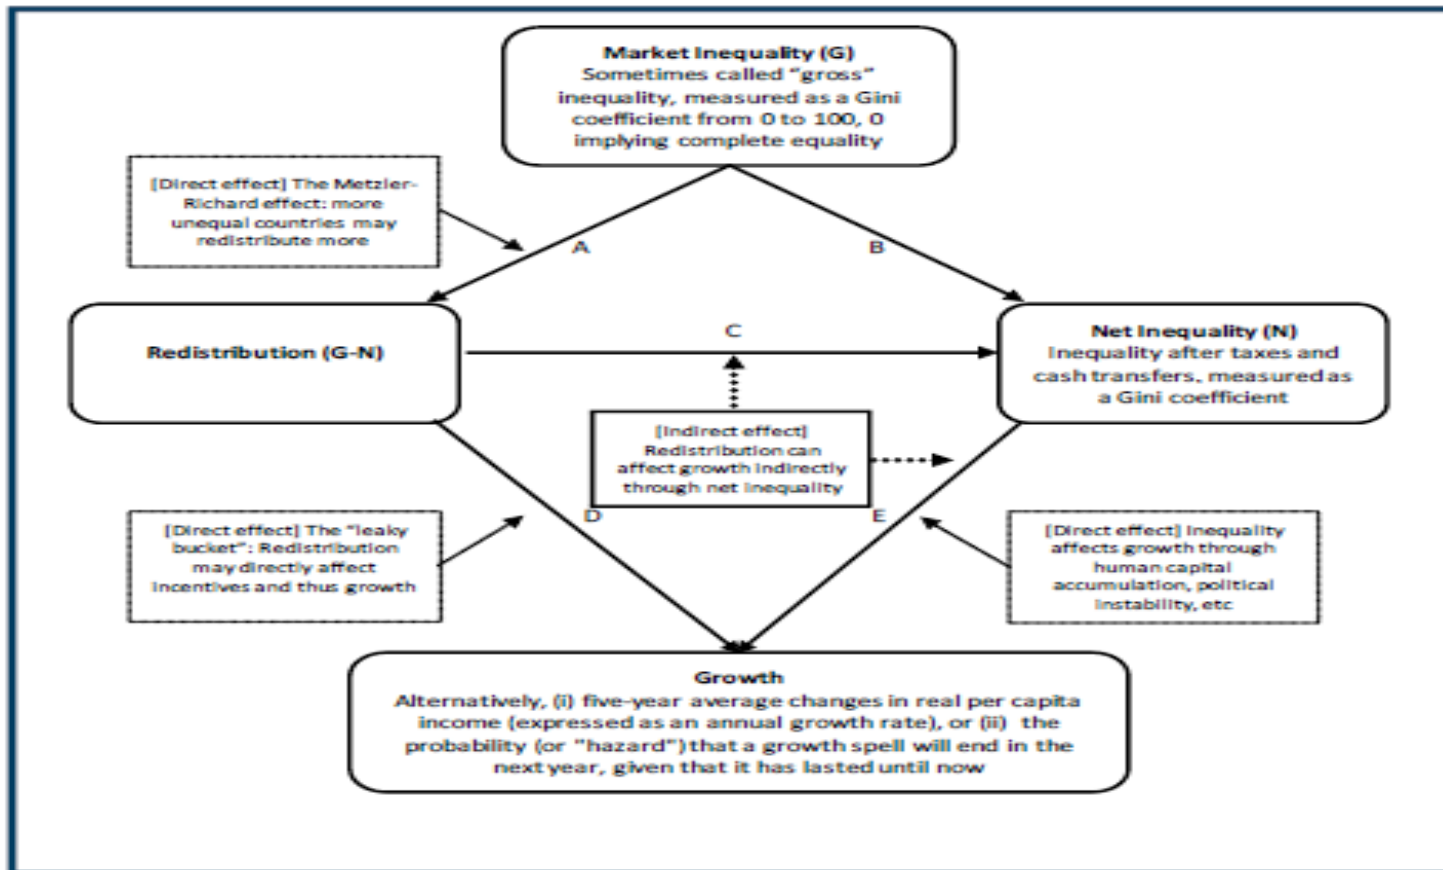 Market Inequality (G)
Sometimes called "gross"
inequality, measured as a Gini
coefficient from 0 to 100, 0
implying complete equality
[Direct effect] The Metzler-
Richard effect: more
unequal countries may
redistribute more
A
B
Redistribution (G-N)
C
Net Inequality (N)
Inequality after taxes and
cash transfers, measured as
a Gini coefficient
[Indirect effect]
Redistribution can
affect growth indirectly
through net inequality
D
E
[Direct effect] The "leaky
bucket": Redistribution
may directly affect
incentives and thus growth
[Direct effect] Inequality
affects growth through
human capital
accumulation, political
instability, etc
Growth
Alternatively, (i) five-year average changes in real per capita
income (expressed as an annual growth rate), or (ii) the
probability (or "hazard") that a growth spell will end in the
next year, given that it has lasted until now